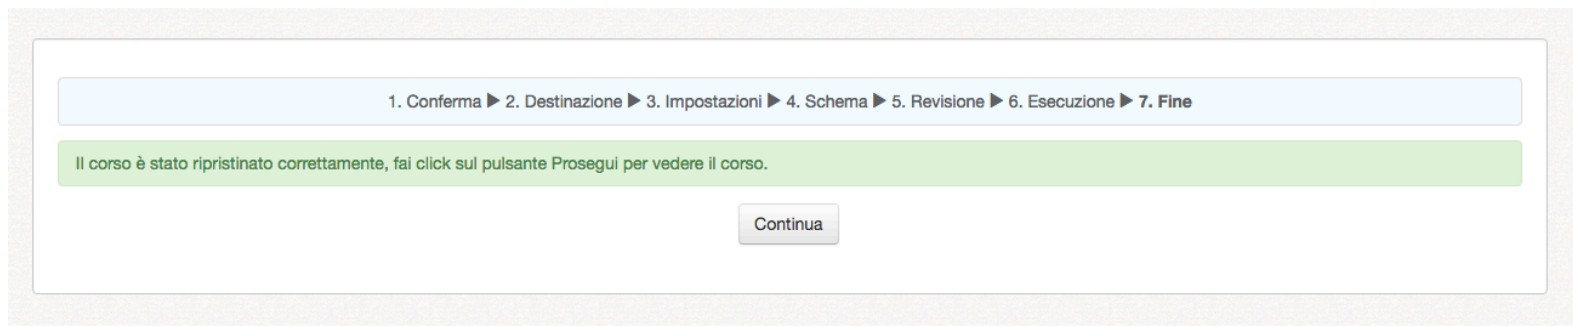 1. Conferma ▶ 2. Destinazione ▶ 3. Impostazioni ▶ 4. Schema ▶ 5. Revisione ▶ 6. Esecuzione ▶ 7. Fine
Il corso è stato ripristinato correttamente, fai click sul pulsante Prosegui per vedere il corso.
Continua